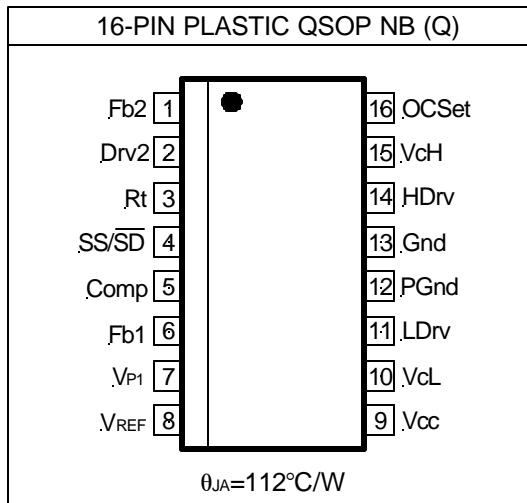 16-PIN PLASTIC QSOP NB (Q)
Fb2 1
Drv2 2
Rt 3
SS/S̅D̅ 4
Comp 5
Fb1 6
VP1 7
VREF 8
16 OCSet
15 VcH
14 HDrv
13 Gnd
12 PGnd
11 LDrv
10 VcL
9 Vcc
θJA=112°C/W